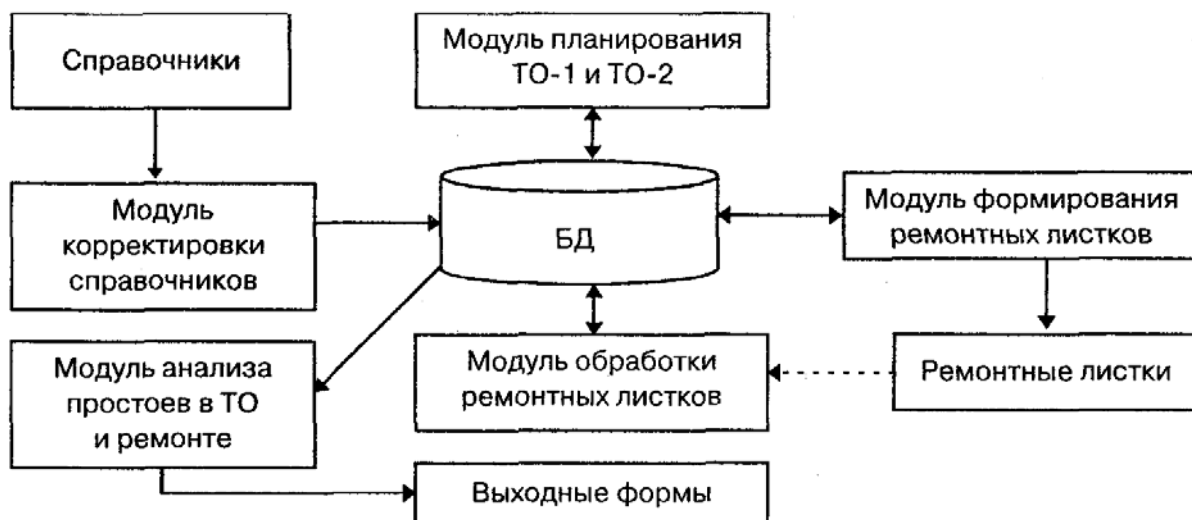 Справочники
Модуль планирования
ТО-1 и ТО-2
Модуль
корректировки
справочников
БД
Модуль формирования
ремонтных листков
Модуль анализа
простоев в ТО
и ремонте
Модуль обработки
ремонтных листков
Ремонтные листки
Выходные формы